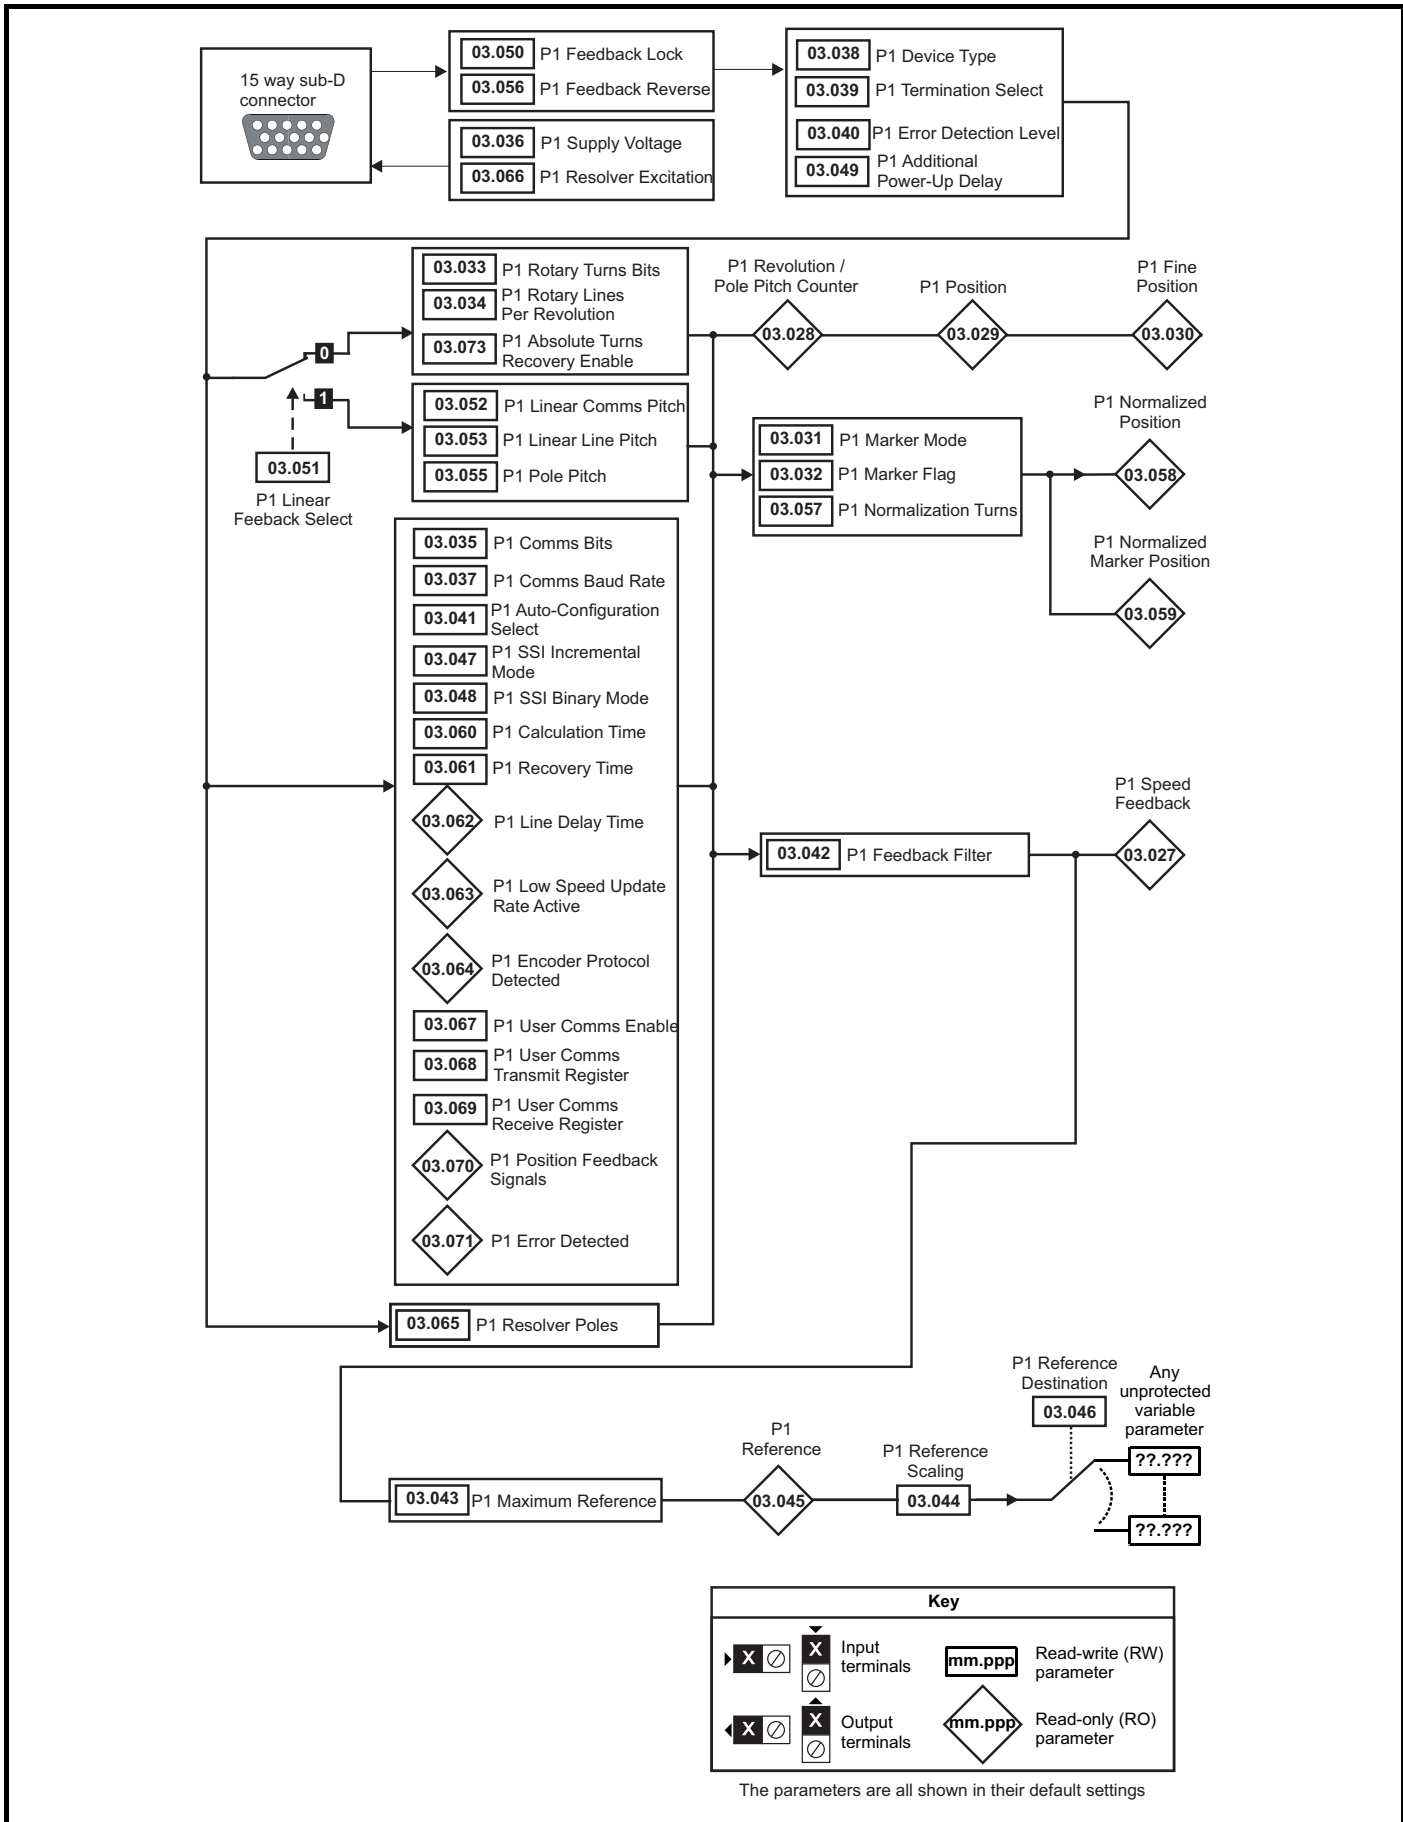 15 way sub-D
connector
03.050 P1 Feedback Lock
03.056 P1 Feedback Reverse
03.036 P1 Supply Voltage
03.066 P1 Resolver Excitation
03.038 P1 Device Type
03.039 P1 Termination Select
03.040 P1 Error Detection Level
03.049 P1 Additional
Power-Up Delay
03.033 P1 Rotary Turns Bits
03.034 P1 Rotary Lines
Per Revolution
03.073 P1 Absolute Turns
Recovery Enable
0
1
03.051
P1 Linear
Feeback Select
03.052 P1 Linear Comms Pitch
03.053 P1 Linear Line Pitch
03.055 P1 Pole Pitch
P1 Revolution /
Pole Pitch Counter
03.028
P1 Position
03.029
P1 Fine
Position
03.030
03.031 P1 Marker Mode
03.032 P1 Marker Flag
03.057 P1 Normalization Turns
P1 Normalized
Position
03.058
P1 Normalized
Marker Position
03.059
03.035 P1 Comms Bits
03.037 P1 Comms Baud Rate
03.041 P1 Auto-Configuration
Select
03.047 P1 SSI Incremental
Mode
03.048 P1 SSI Binary Mode
03.060 P1 Calculation Time
03.061 P1 Recovery Time
03.062 P1 Line Delay Time
03.063 P1 Low Speed Update
Rate Active
03.064 P1 Encoder Protocol
Detected
03.067 P1 User Comms Enable
03.068 P1 User Comms
Transmit Register
03.069 P1 User Comms
Receive Register
03.070 P1 Position Feedback
Signals
03.071 P1 Error Detected
03.042 P1 Feedback Filter
P1 Speed
Feedback
03.027
03.065 P1 Resolver Poles
03.043 P1 Maximum Reference
P1
Reference
03.045
P1 Reference
Scaling
03.044
P1 Reference
Destination
03.046
Any
unprotected
variable
parameter
??.???
??.???
Key
X
X
Input
terminals
mm.ppp
Read-write (RW)
parameter
X
X
Output
terminals
mm.ppp
Read-only (RO)
parameter
The parameters are all shown in their default settings